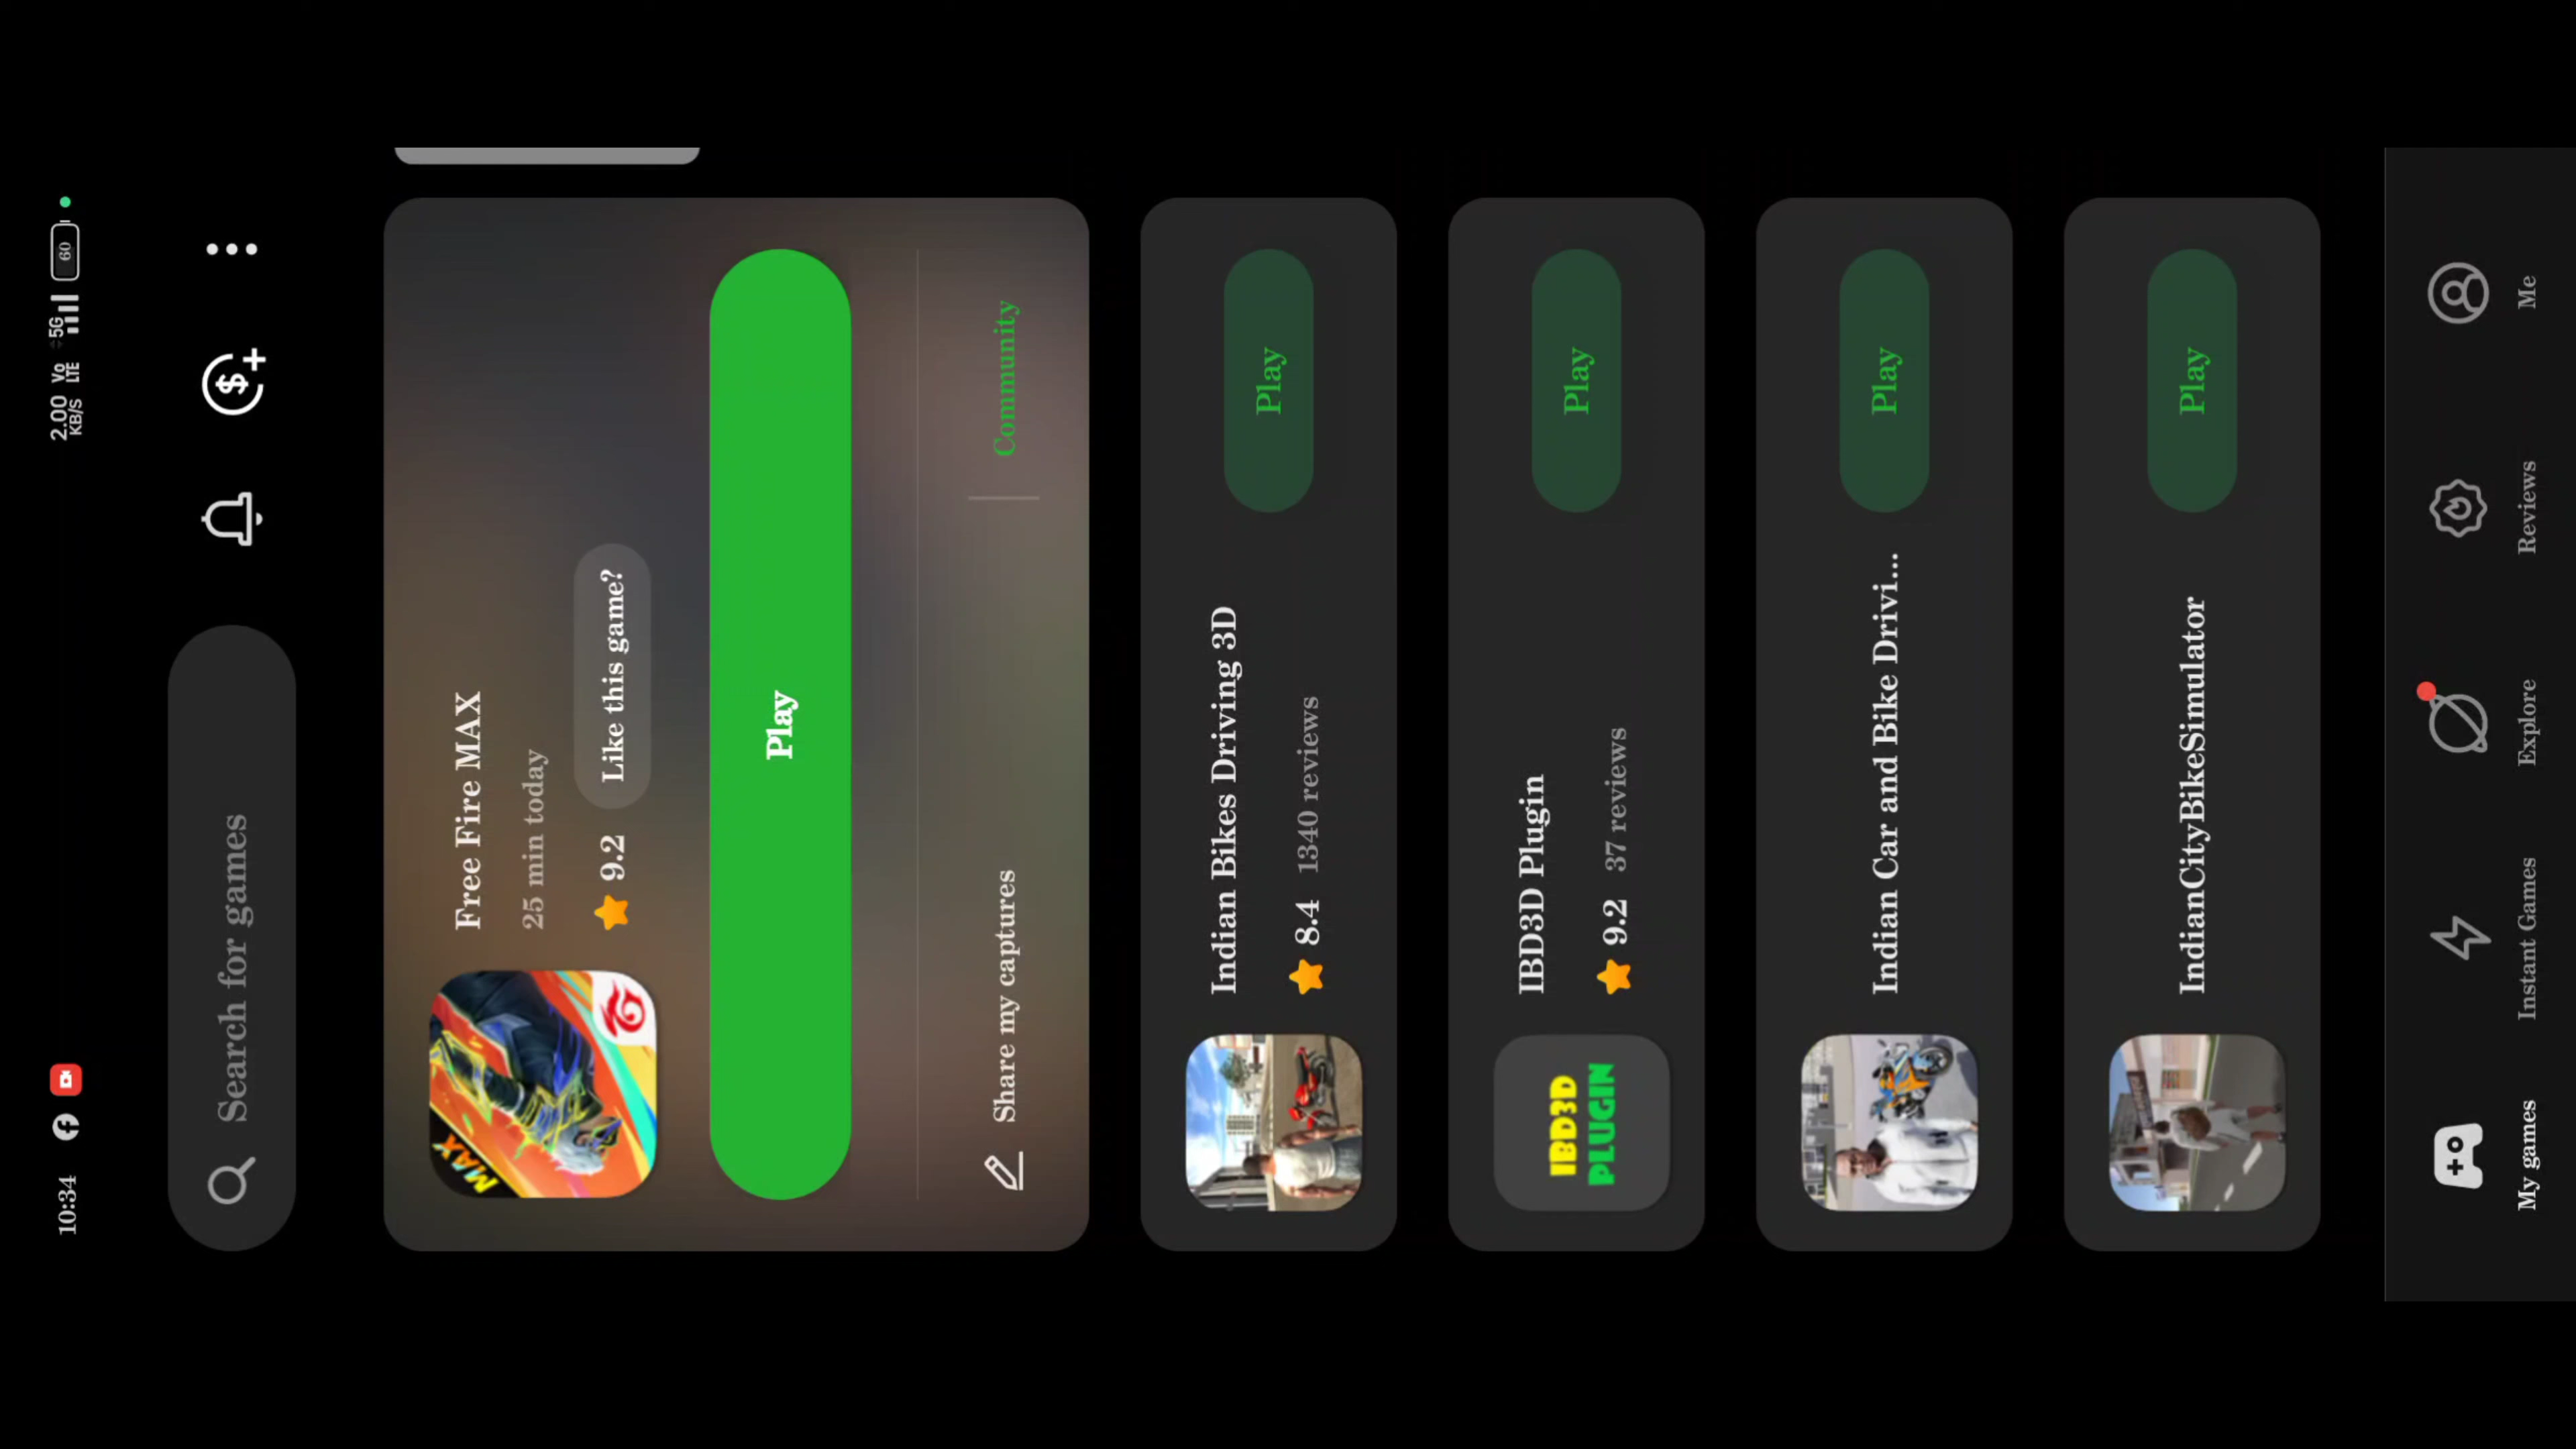 10:34
2.00 KB/S Vo LTE 5G 60
Search for games
MAX
Free Fire MAX
25 min today
9.2 Like this game?
Play
Share my captures
Community
Indian Bikes Driving 3D
8.4 1340 reviews
Play
IBD3D
PLUGIN
IBD3D Plugin
9.2 37 reviews
Play
Indian Car and Bike Drivi...
Play
IndianCityBikeSimulator
Play
My games
Instant Games
Explore
Reviews
Me